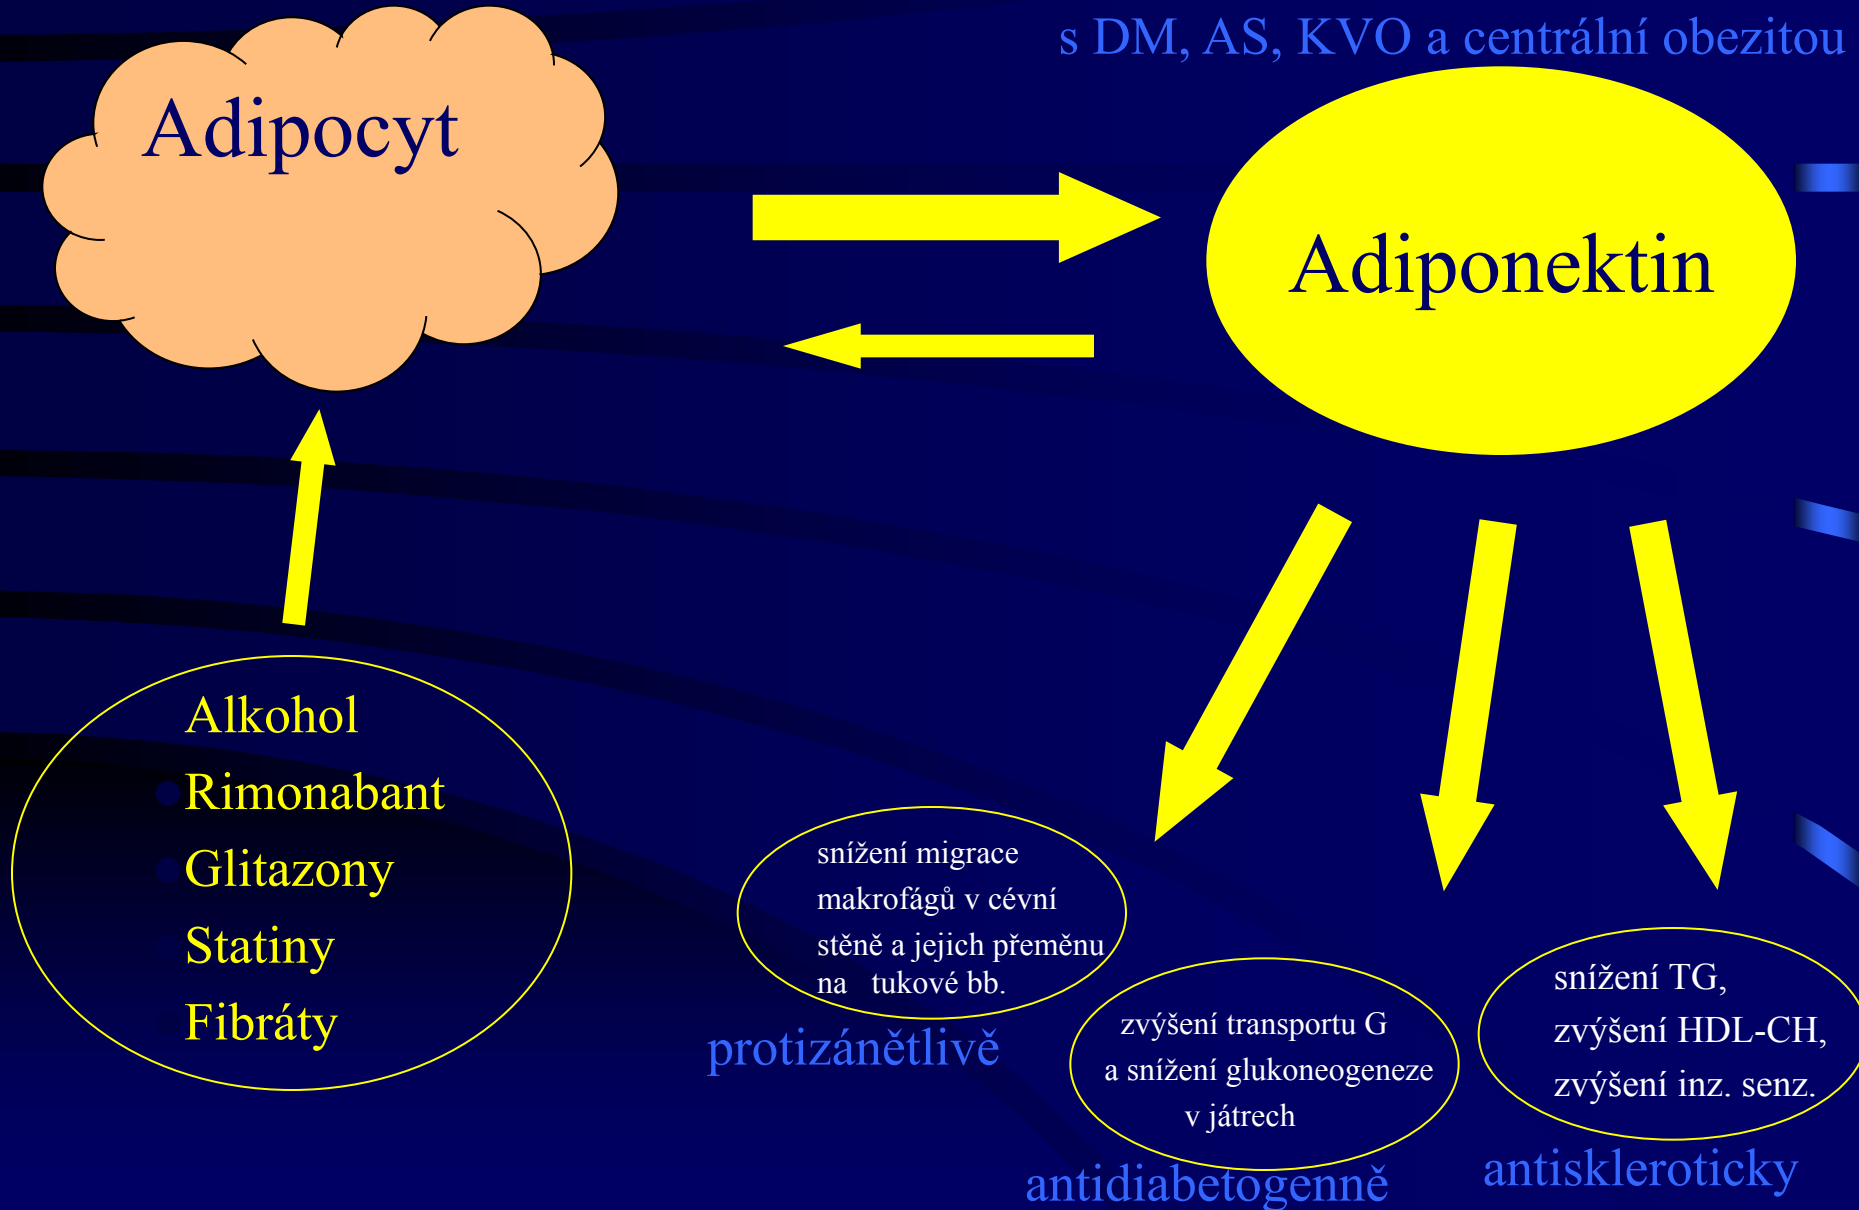 s DM, AS, KVO a centrální obezitou
Adipocyt
Adiponektin
Alkohol
Rimonabant
Glitazony
Statiny
Fibráty
snížení migrace
makrofágů v cévní
stěně a jejich přeměnu
na tukové bb.
protizánětlivě
zvýšení transportu G
a snížení glukoneogeneze
v játrech
antidiabetogenně
snížení TG,
zvýšení HDL-CH,
zvýšení inz. senz.
antiskleroticky